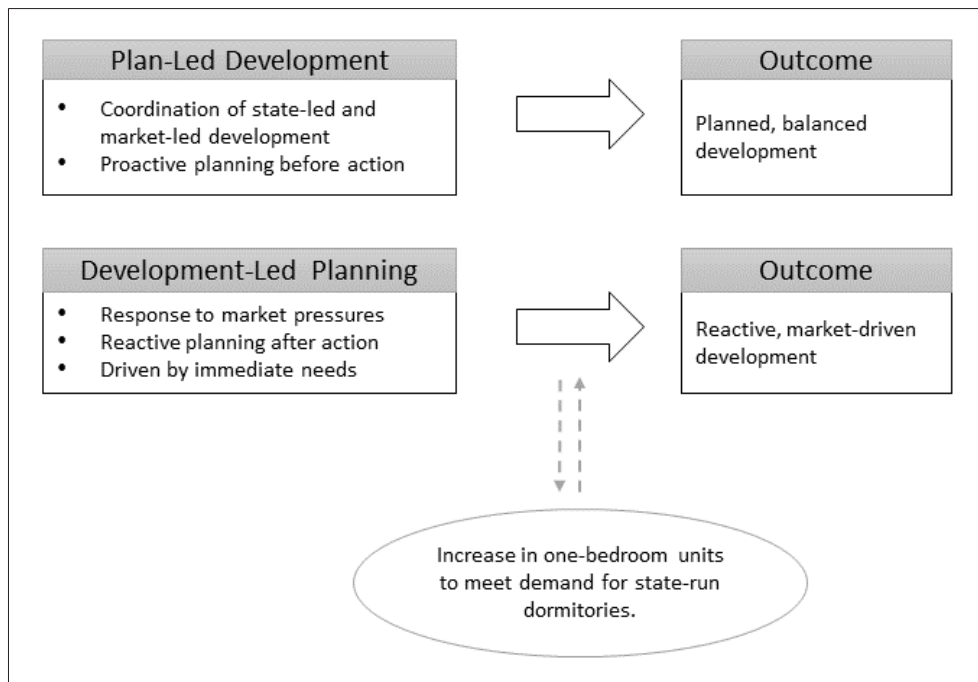 Plan-Led Development
• Coordination of state-led and
market-led development
• Proactive planning before action
Outcome
Planned, balanced
development
Development-Led Planning
• Response to market pressures
• Reactive planning after action
• Driven by immediate needs
Outcome
Reactive, market-driven
development
Increase in one-bedroom units
to meet demand for state-run
dormitories.